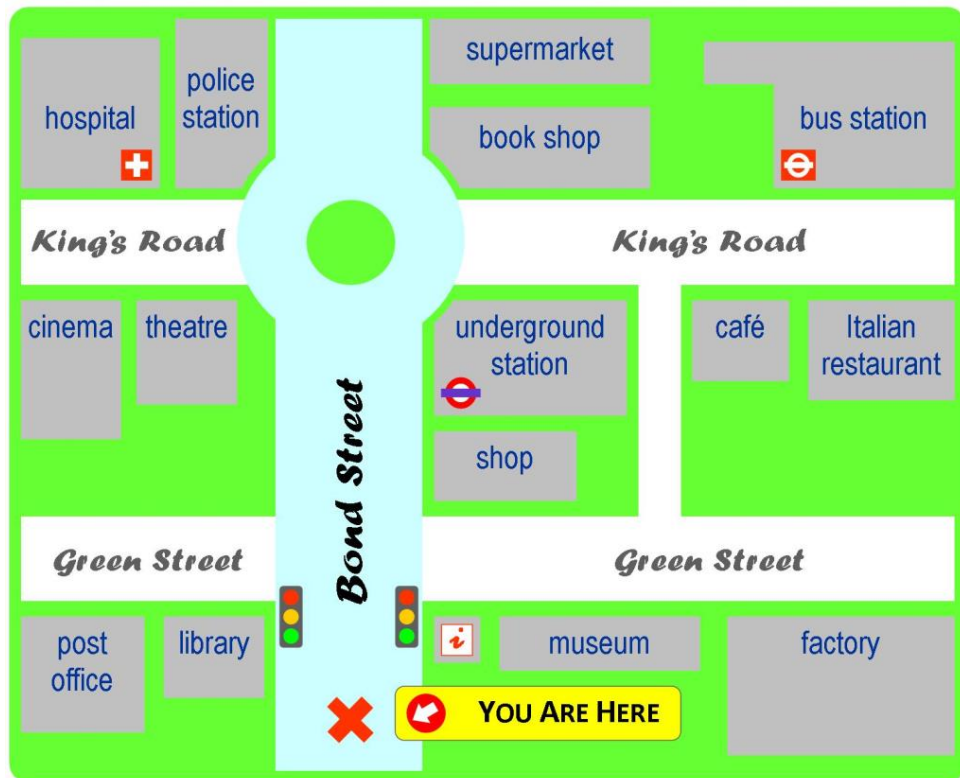 supermarket
police
station
hospital
book shop
bus station
King's Road
King's Road
cinema
theatre
underground
station
café
Italian
restaurant
shop
Bond Street
Green Street
Green Street
post
office
library
i
museum
factory
YOU ARE HERE